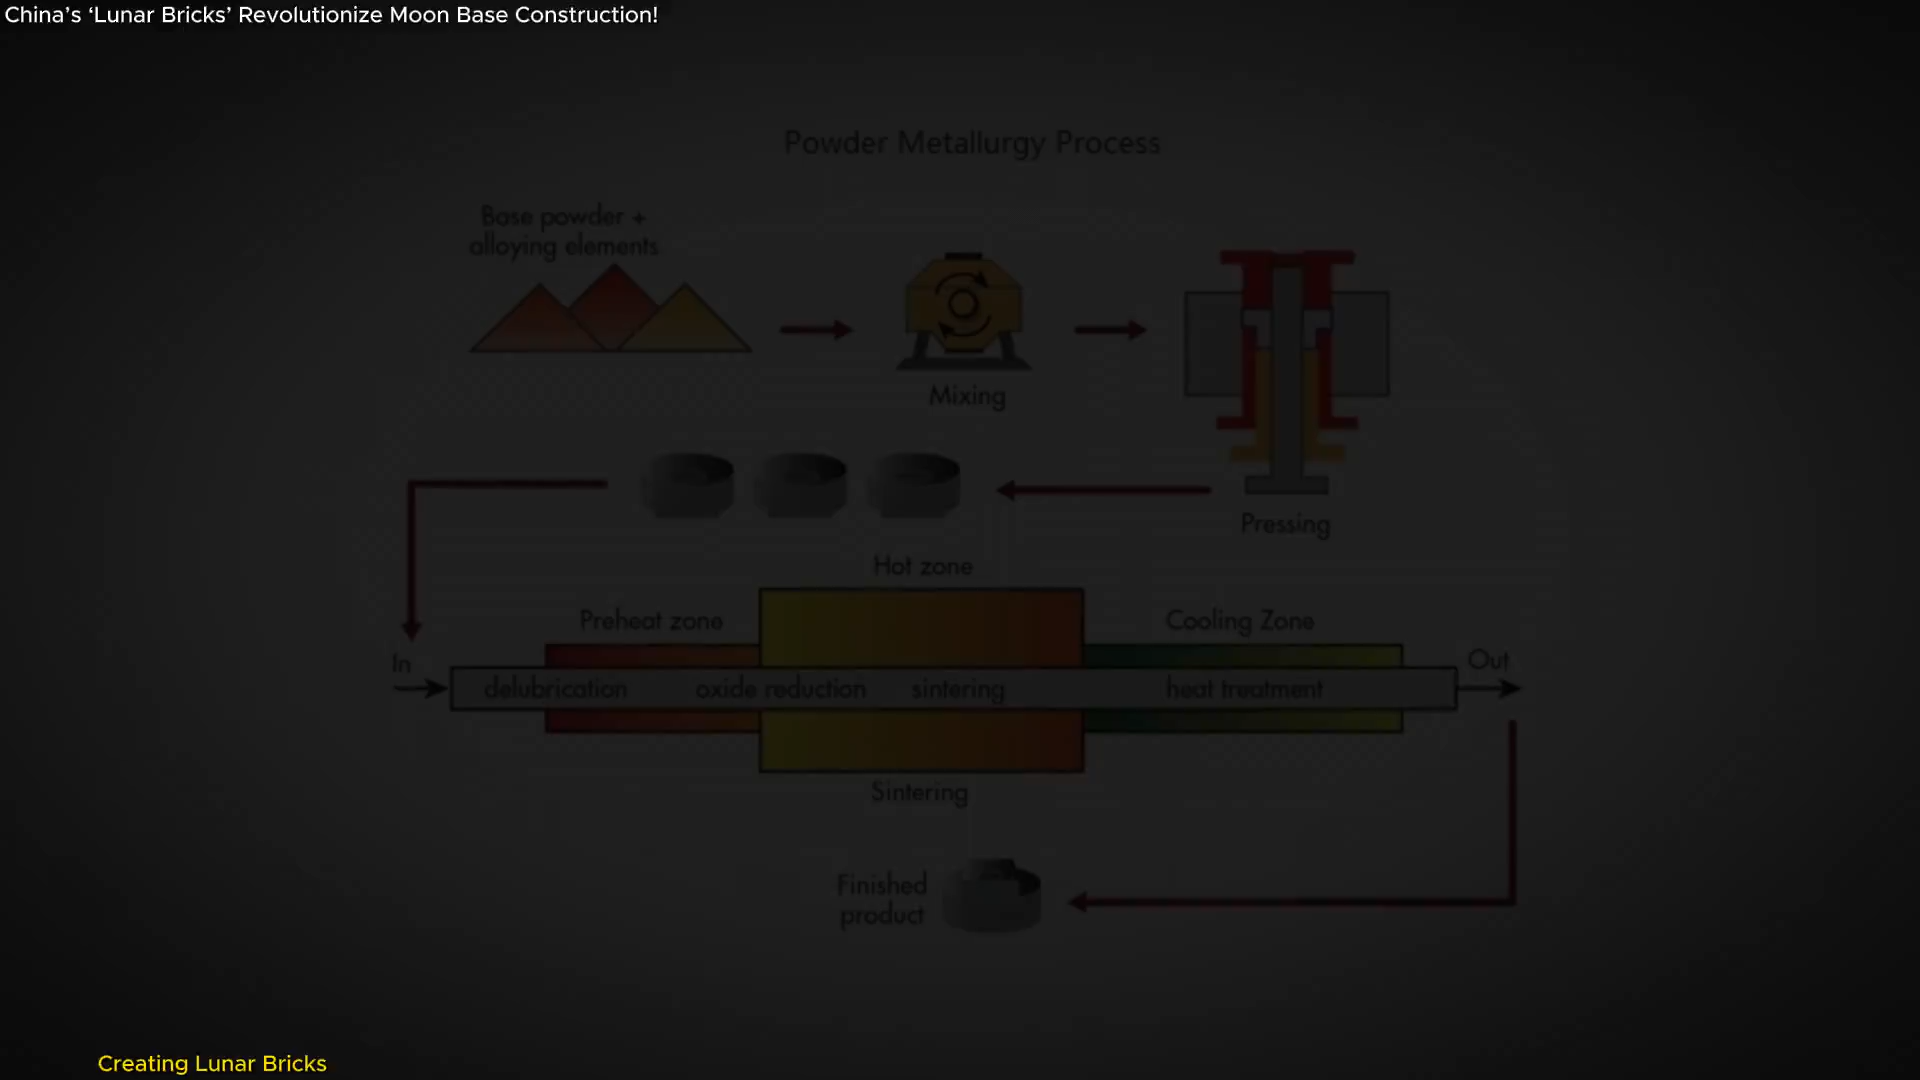 China’s ‘Lunar Bricks’ Revolutionize Moon Base Construction!
Powder Metallurgy Process
Base powder +
alloying elements
Mixing
Pressing
Hot zone
Preheat zone
Cooling Zone
In
Out
delubrication
oxide reduction
sintering
heat treatment
Sintering
Finished
product
Creating Lunar Bricks